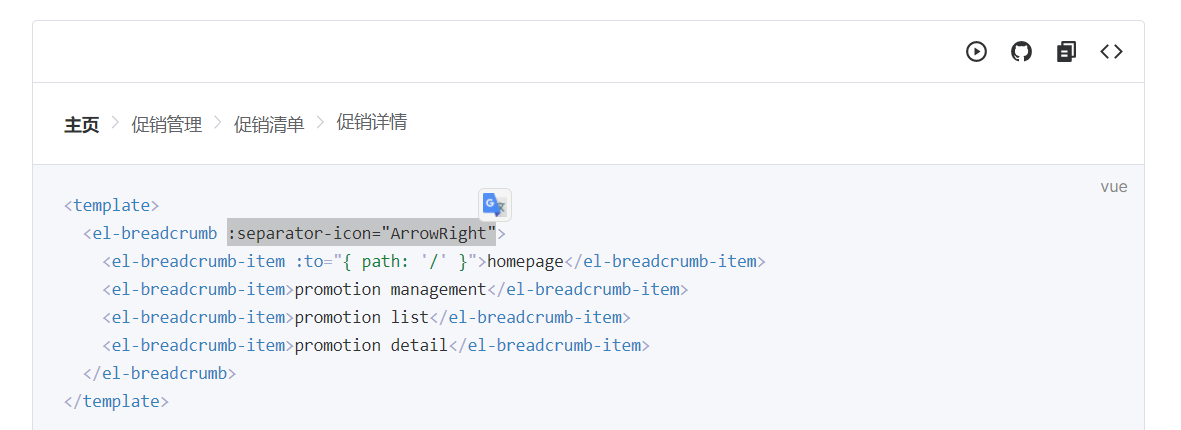 主页 > 促销管理 > 促销清单 > 促销详情
vue
<template>
  <el-breadcrumb :separator-icon="ArrowRight">
    <el-breadcrumb-item :to="{ path: '/' }">homepage</el-breadcrumb-item>
    <el-breadcrumb-item>promotion management</el-breadcrumb-item>
    <el-breadcrumb-item>promotion list</el-breadcrumb-item>
    <el-breadcrumb-item>promotion detail</el-breadcrumb-item>
  </el-breadcrumb>
</template>